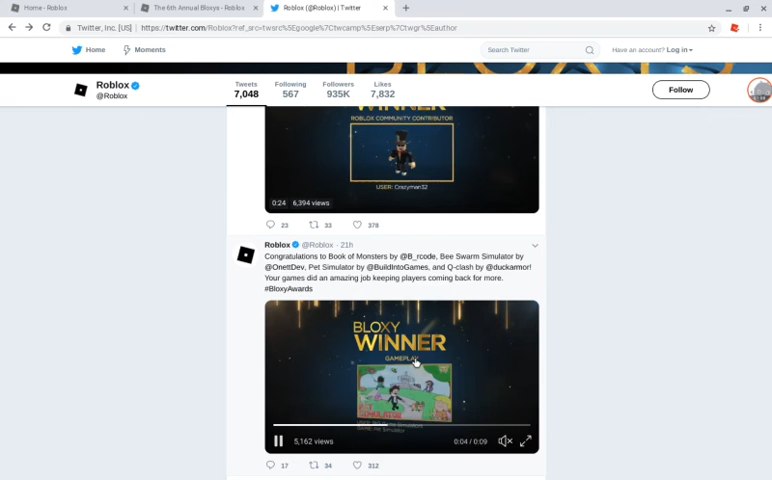 Home - Roblox
The 6th Annual Bloxys - Roblox
Roblox (@Roblox) | Twitter
Twitter, Inc. [US]
https://twitter.com/Roblox?ref_src=twsrc%5Egoogle%7Ctwcamp%5Eserp%7Ctwgr%5Eauthor
Home
Moments
Search Twitter
Have an account? Log in
Roblox
@Roblox
Tweets
7,048
Following
567
Followers
935K
Likes
7,832
Follow
WINNER
ROBLOX COMMUNITY CONTRIBUTOR
USER: Crazyman32
0:24 6,394 views
23 33 378
Roblox @Roblox · 21h
Congratulations to Book of Monsters by @B_rcode, Bee Swarm Simulator by
@OnettDev, Pet Simulator by @BuildIntoGames, and Q-clash by @duckarmor!
Your games did an amazing job keeping players coming back for more.
#BloxyAwards
BLOXY
WINNER
GAMEPLAY
5,162 views
0:04 / 0:09
17 34 312